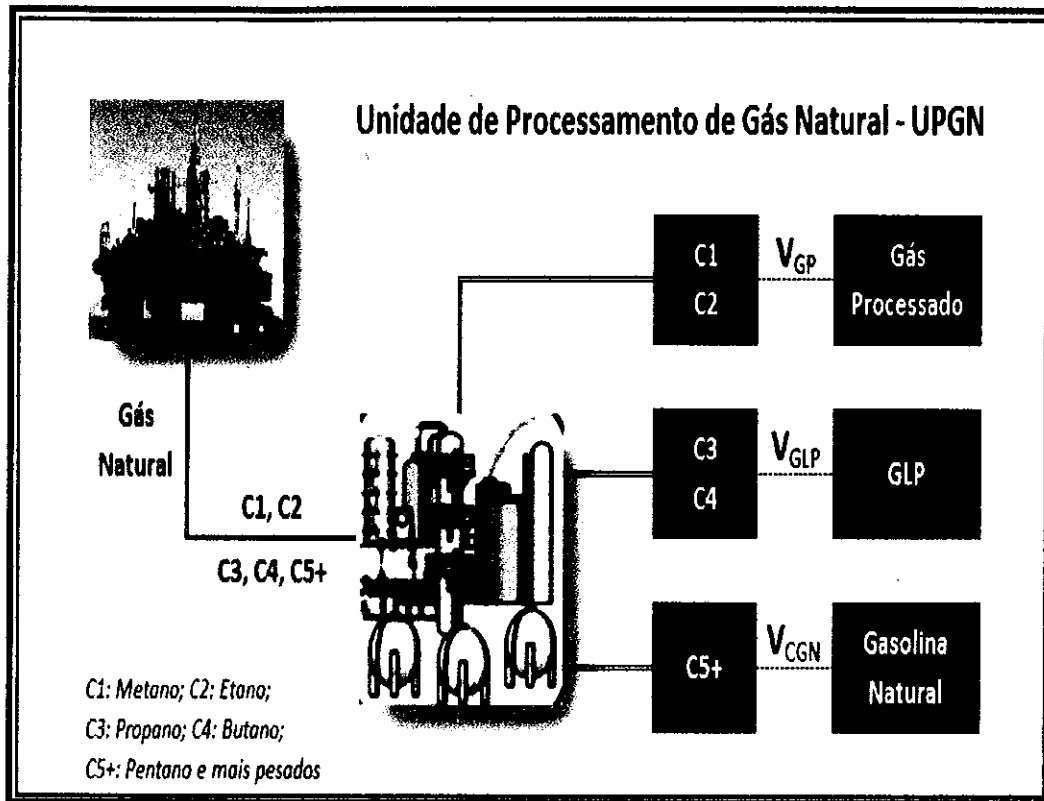 Unidade de Processamento de Gás Natural - UPGN
C1
C2
V_GP
Gás
Processado
Gás
Natural
C1, C2
C3, C4, C5+
C3
C4
V_GLP
GLP
C5+
V_CGN
Gasolina
Natural
C1: Metano; C2: Etano;
C3: Propano; C4: Butano;
C5+: Pentano e mais pesados